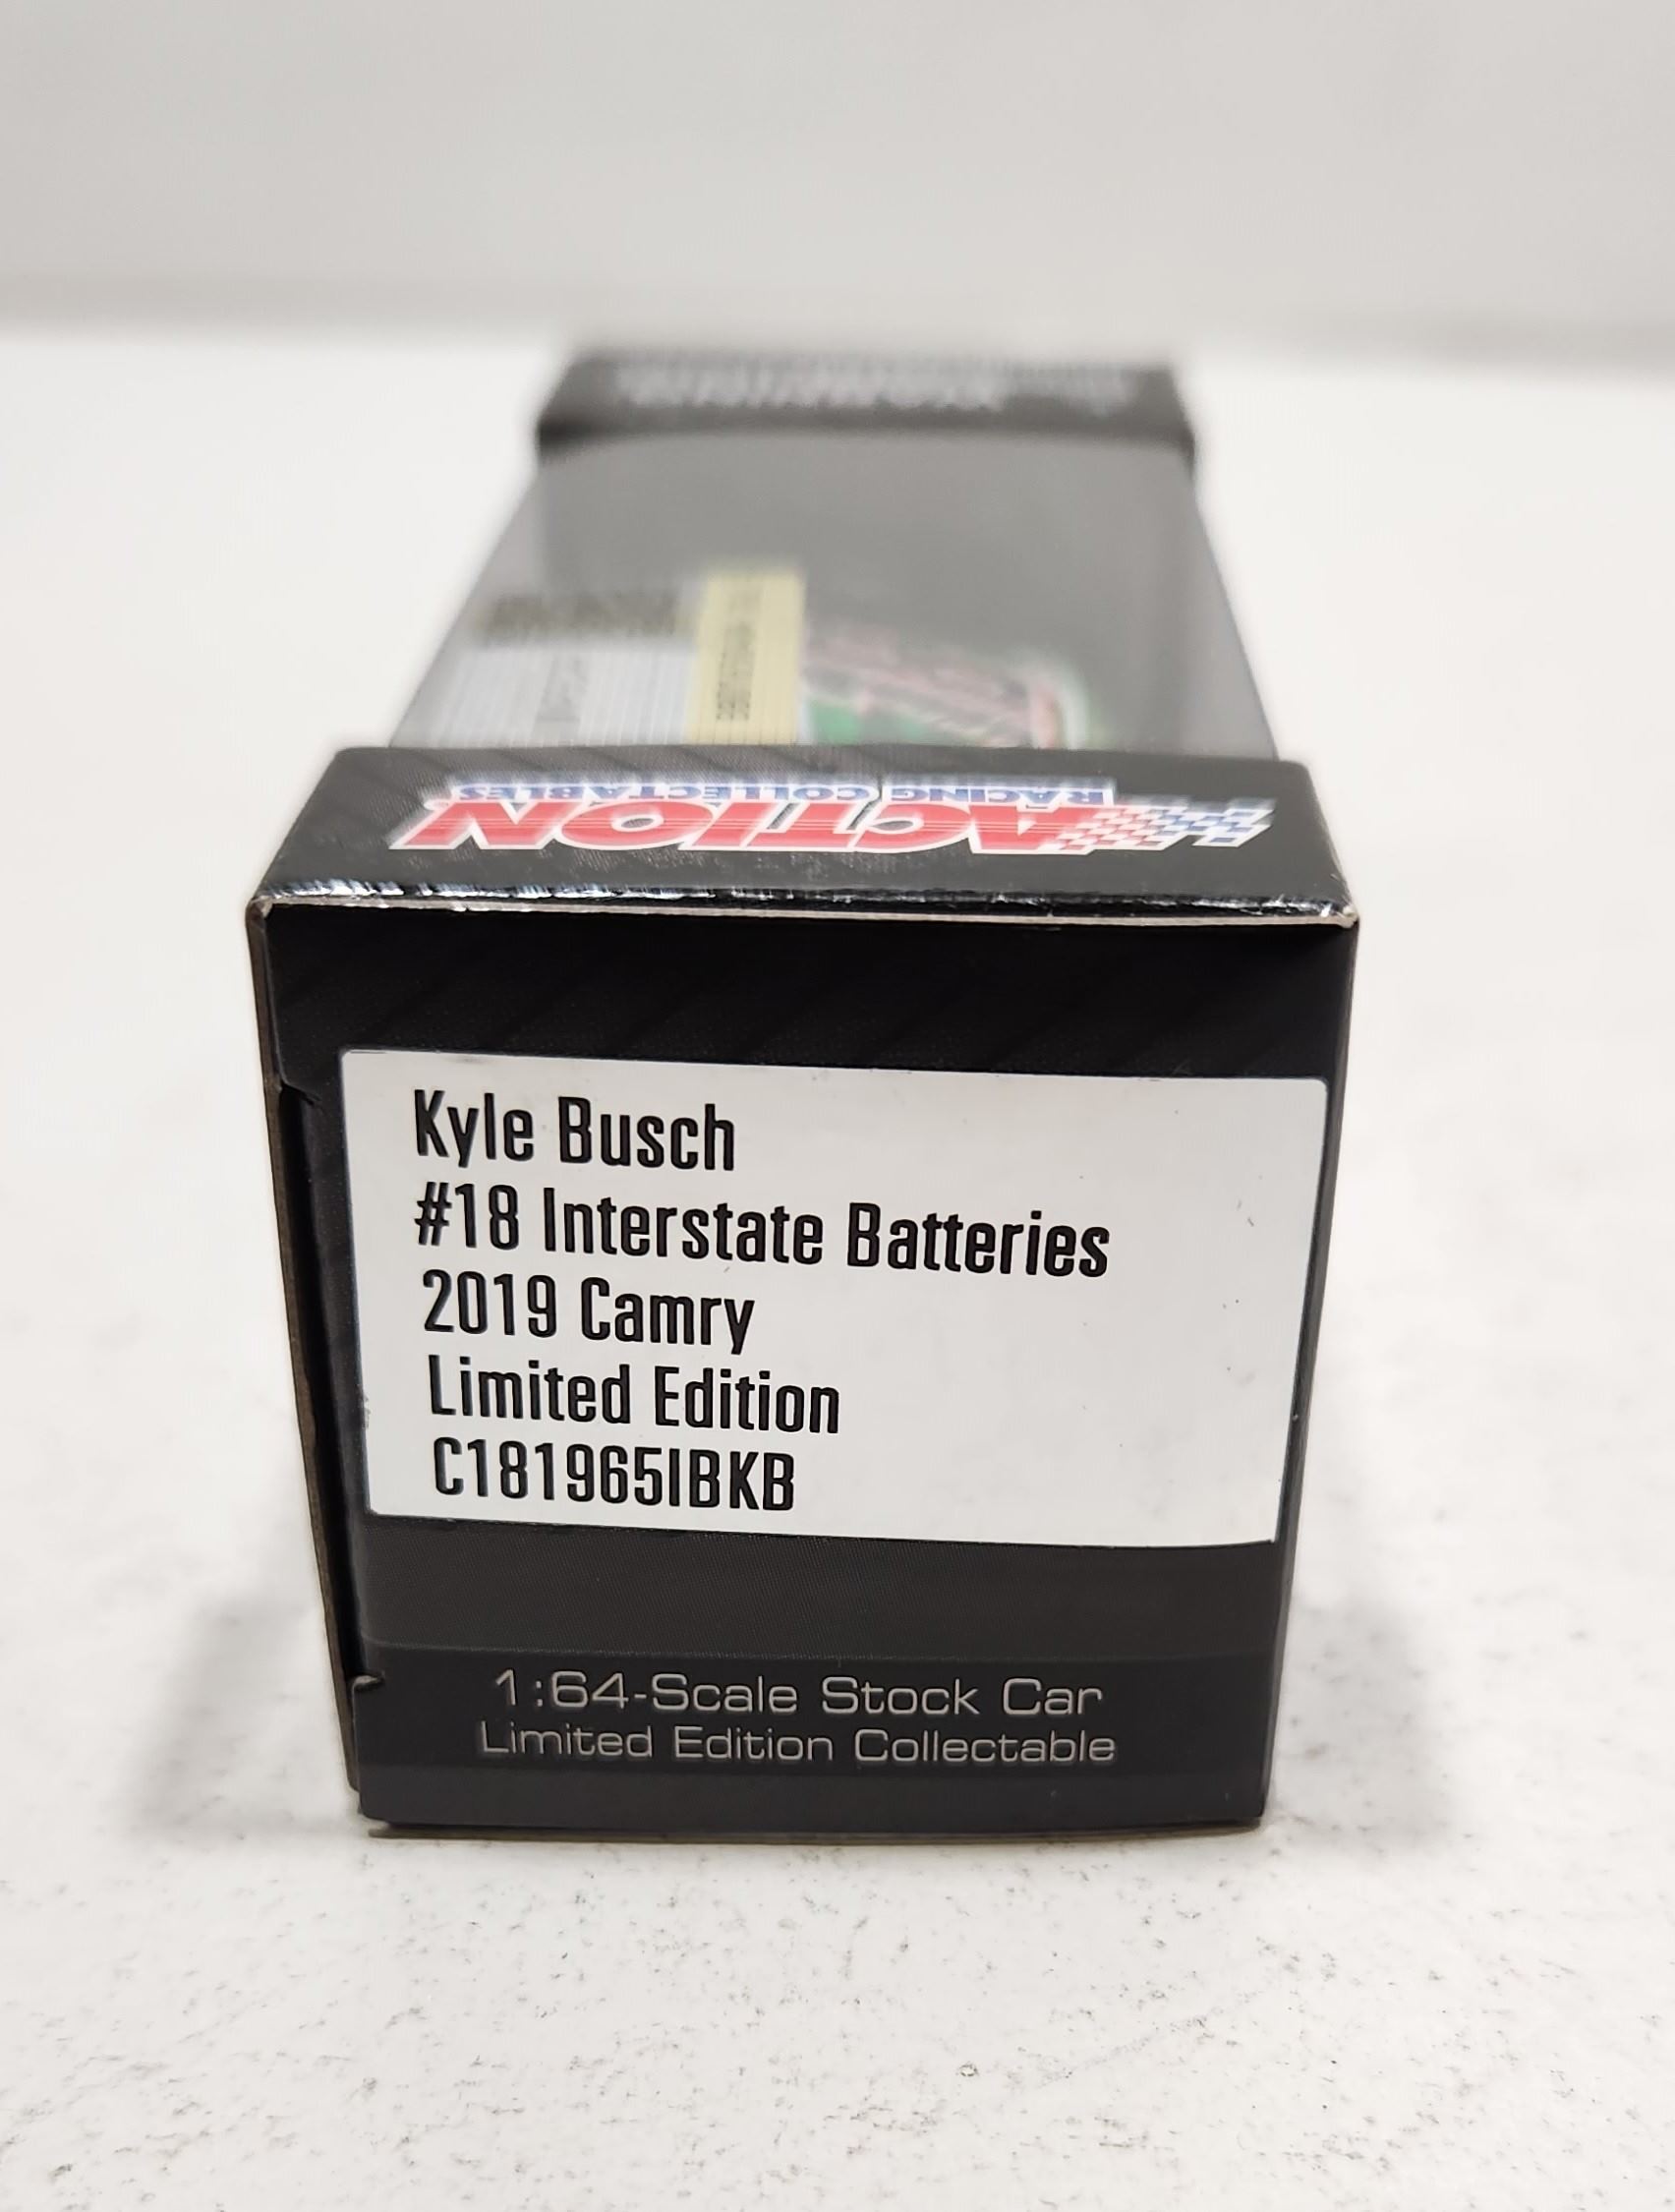 ACTION
RACING COLLECTABLES
Kyle Busch
#18 Interstate Batteries
2019 Camry
Limited Edition
C181965IBKB
1:64-Scale Stock Car
Limited Edition Collectable